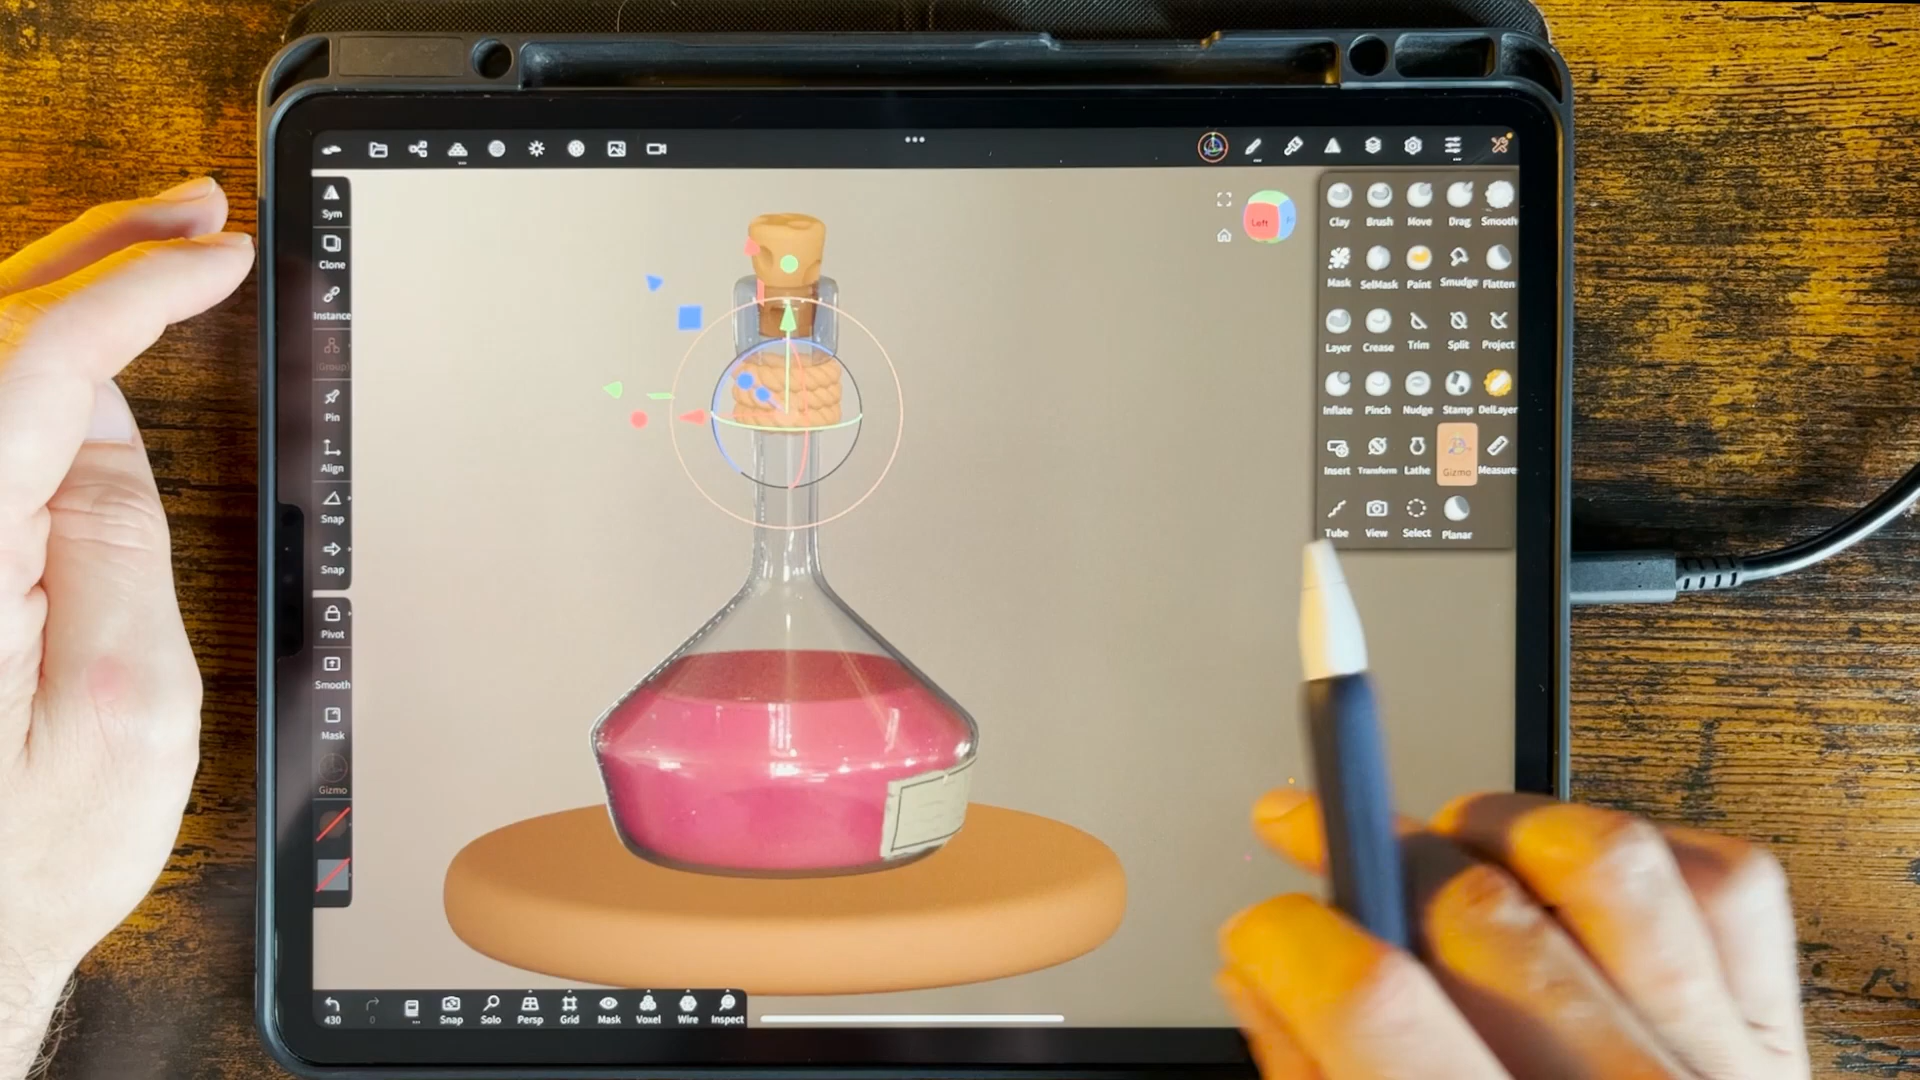 Left
Sym
Clone
Instance
(Group)
Pin
Align
Snap
Snap
Pivot
Smooth
Mask
Gizmo
Clay Brush Move Drag Smooth
Mask SelMask Paint Smudge Flatten
Layer Crease Trim Split Project
Inflate Pinch Nudge Stamp DelLayer
Insert Transform Lathe Gizmo Measure
Tube View Select Planar
430 0 Snap Solo Persp Grid Mask Voxel Wire Inspect